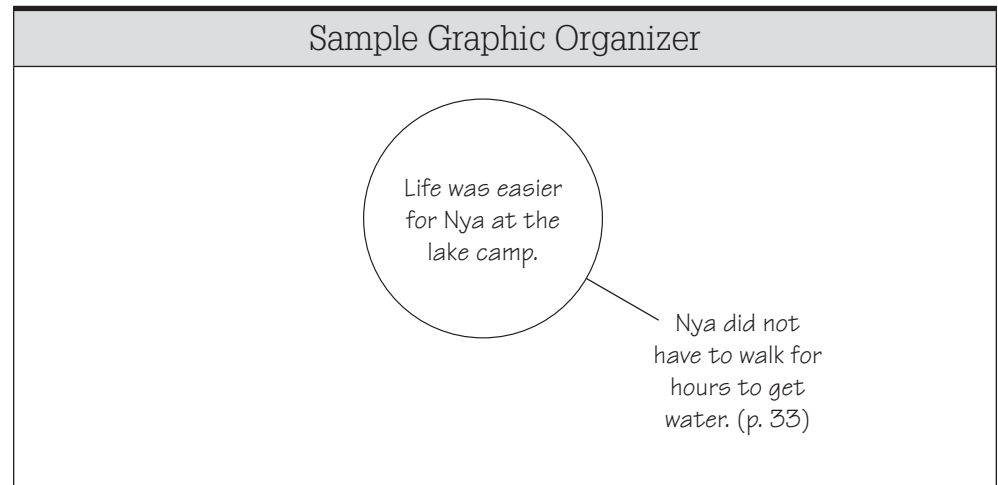 Sample Graphic Organizer
Life was easier
for Nya at the
lake camp.
Nya did not
have to walk for
hours to get
water. (p. 33)